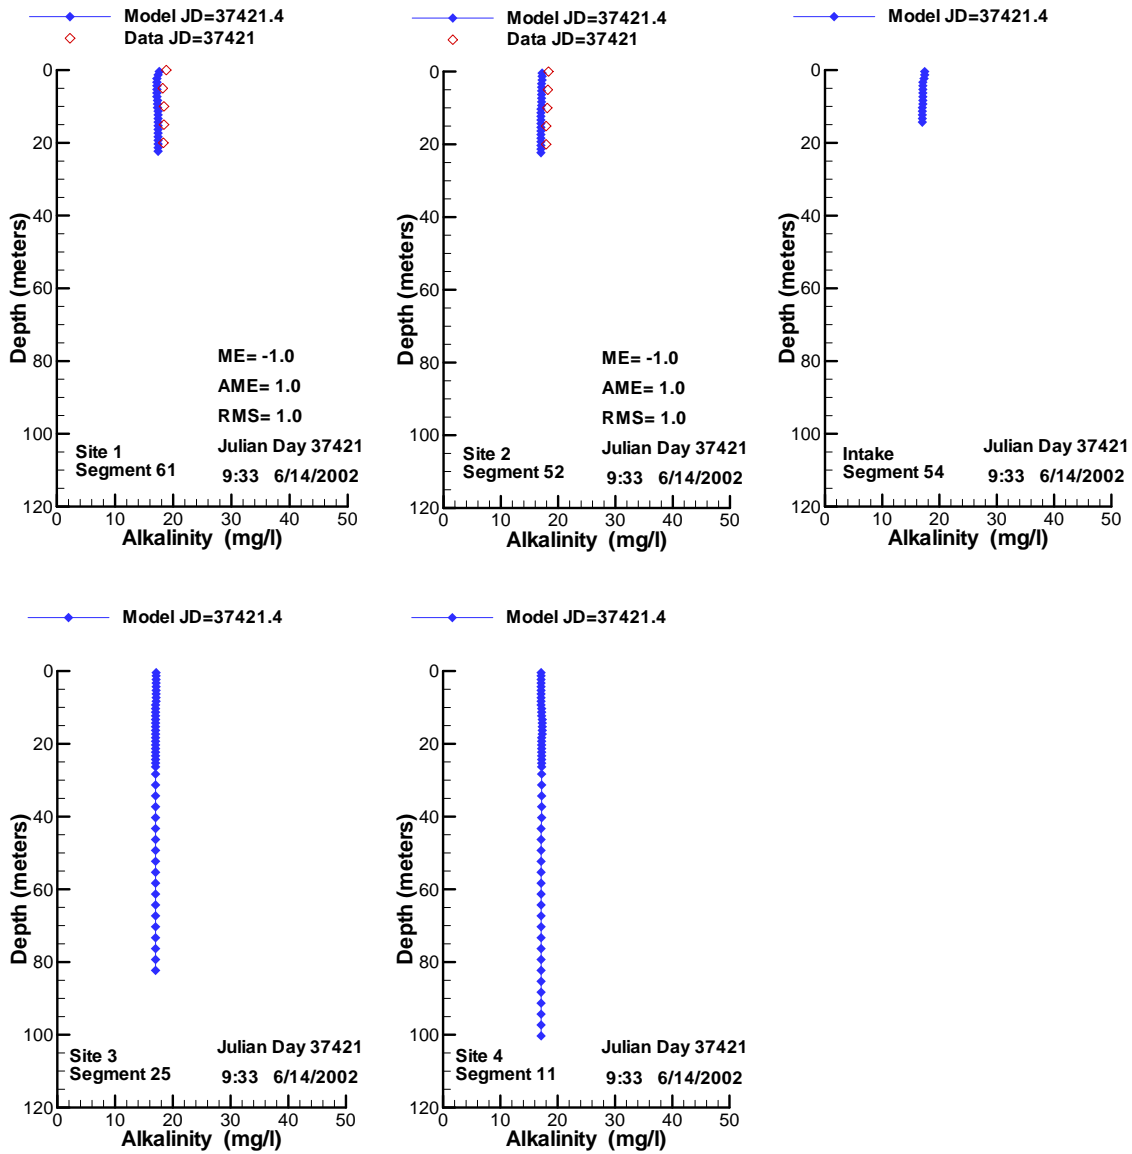 Model JD=37421.4
Data JD=37421
0
20
40
60
80
100
120
Depth (meters)
ME= -1.0
AME= 1.0
RMS= 1.0
Site 1
Segment 61
Julian Day 37421
9:33 6/14/2002
0 10 20 30 40 50
Alkalinity (mg/l)
Model JD=37421.4
Data JD=37421
0
20
40
60
80
100
120
Depth (meters)
ME= -1.0
AME= 1.0
RMS= 1.0
Site 2
Segment 52
Julian Day 37421
9:33 6/14/2002
0 10 20 30 40 50
Alkalinity (mg/l)
Model JD=37421.4
0
20
40
60
80
100
120
Depth (meters)
Intake
Segment 54
Julian Day 37421
9:33 6/14/2002
0 10 20 30 40 50
Alkalinity (mg/l)
Model JD=37421.4
0
20
40
60
80
100
120
Depth (meters)
Site 3
Segment 25
Julian Day 37421
9:33 6/14/2002
0 10 20 30 40 50
Alkalinity (mg/l)
Model JD=37421.4
0
20
40
60
80
100
120
Depth (meters)
Site 4
Segment 11
Julian Day 37421
9:33 6/14/2002
0 10 20 30 40 50
Alkalinity (mg/l)